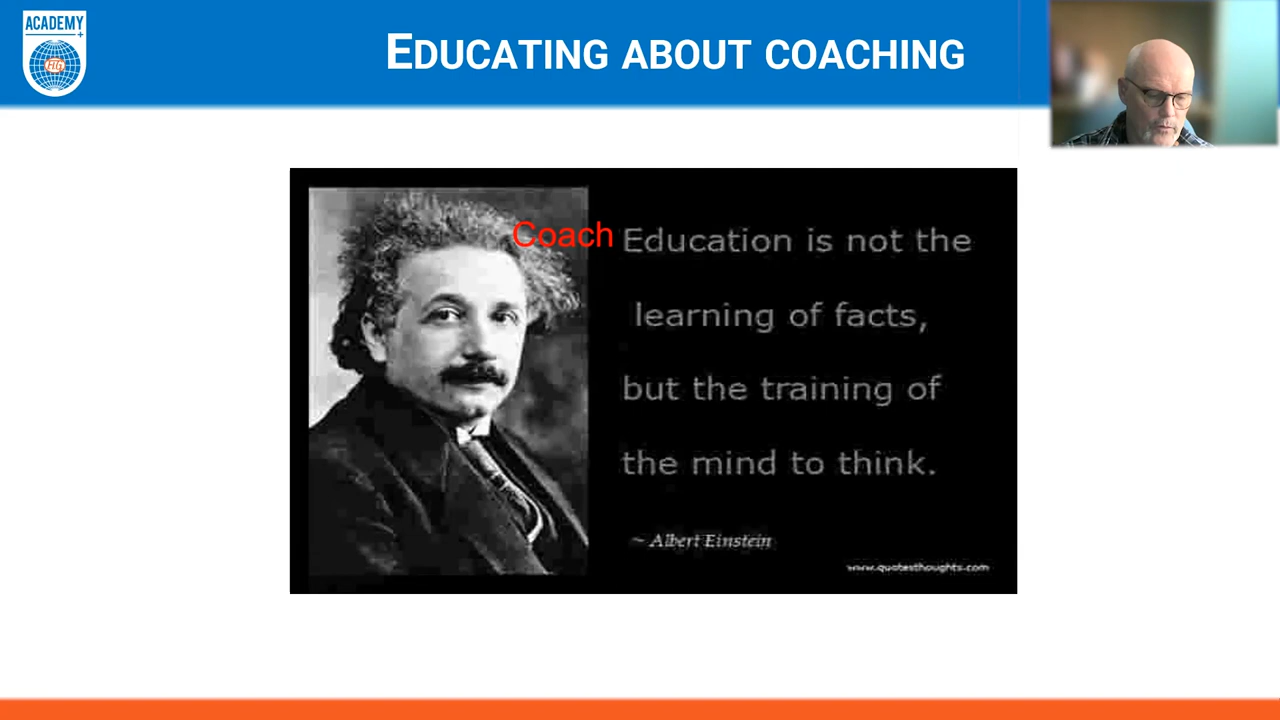 ACADEMY
+
FIG
EDUCATING ABOUT COACHING
Coach Education is not the
learning of facts,
but the training of
the mind to think.
~ Albert Einstein
www.quotesthoughts.com